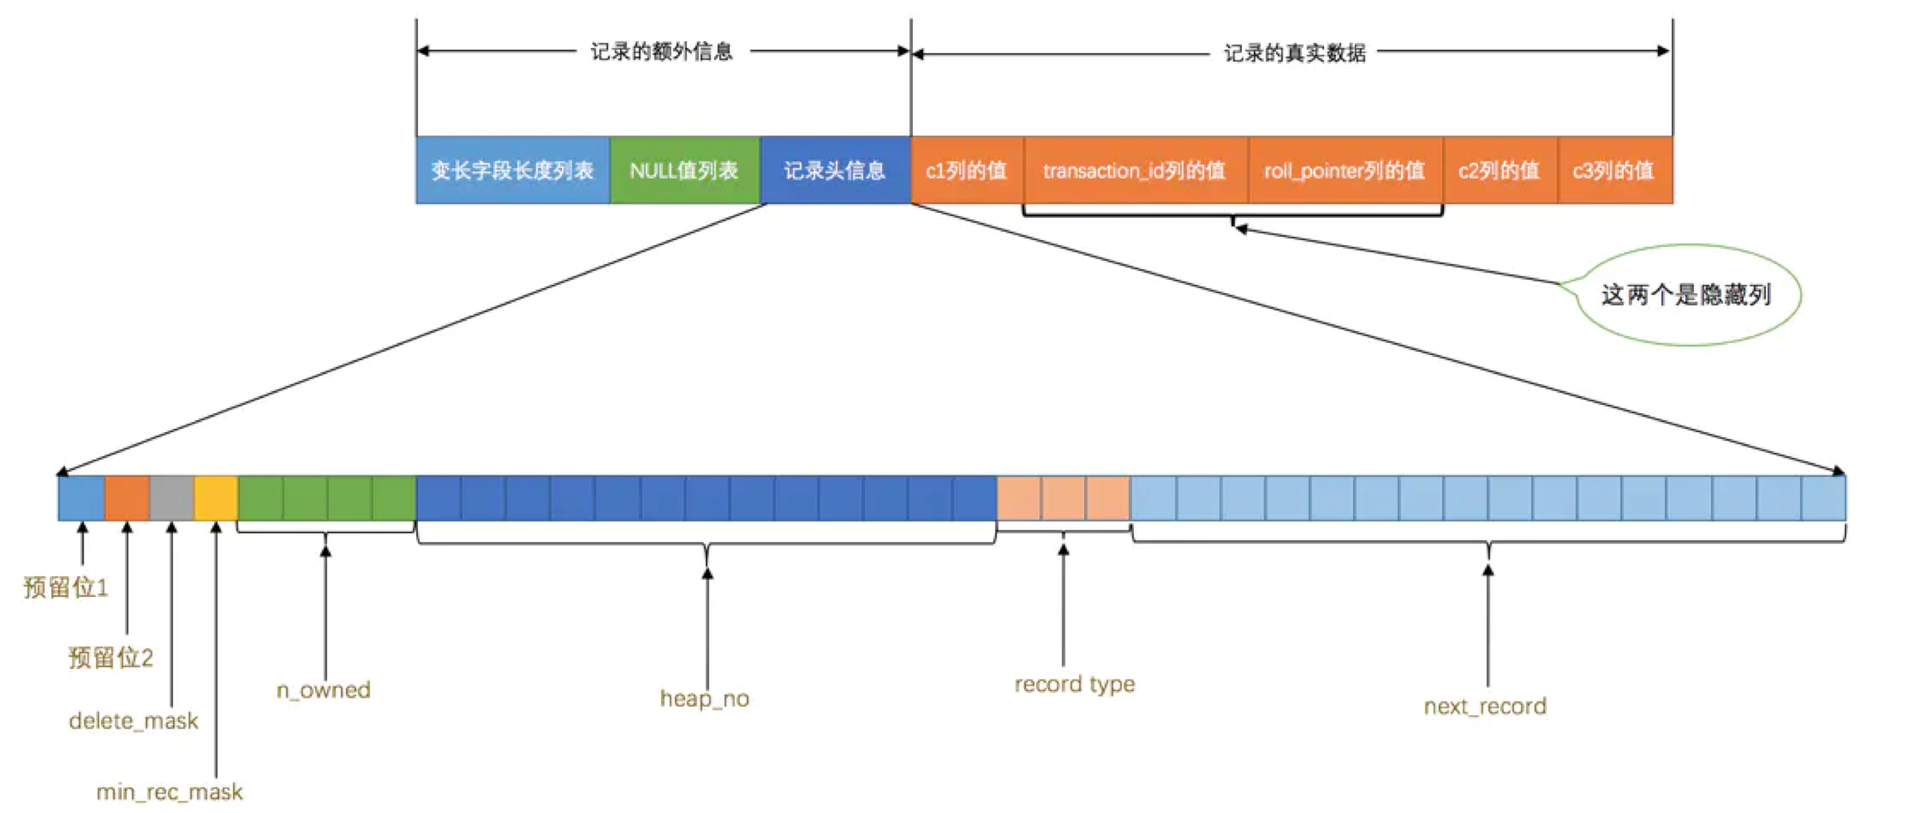 记录的额外信息
记录的真实数据
变长字段长度列表
NULL值列表
记录头信息
c1列的值
transaction_id列的值
roll_pointer列的值
c2列的值
c3列的值
这两个是隐藏列
预留位1
预留位2
delete_mask
min_rec_mask
n_owned
heap_no
record type
next_record